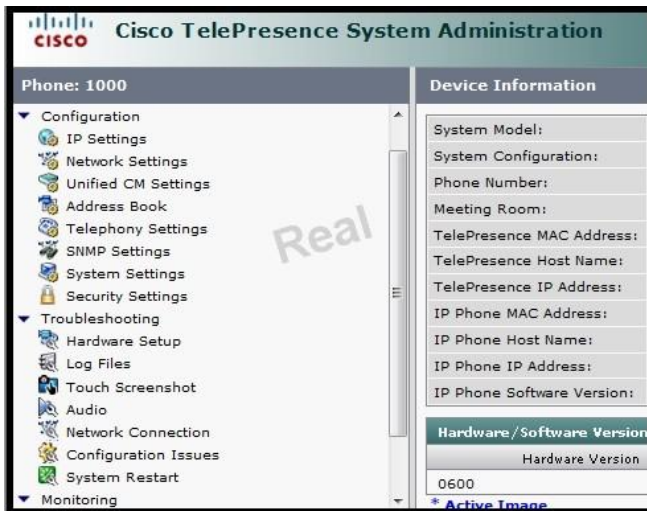 CISCO
Cisco TelePresence System Administration
Phone: 1000
Configuration
IP Settings
Network Settings
Unified CM Settings
Address Book
Telephony Settings
SNMP Settings
System Settings
Security Settings
Troubleshooting
Hardware Setup
Log Files
Touch Screenshot
Audio
Network Connection
Configuration Issues
System Restart
Monitoring
Real
Device Information
System Model:
System Configuration:
Phone Number:
Meeting Room:
TelePresence MAC Address:
TelePresence Host Name:
TelePresence IP Address:
IP Phone MAC Address:
IP Phone Host Name:
IP Phone IP Address:
IP Phone Software Version:
Hardware/Software Version
Hardware Version
0600
* Active Image